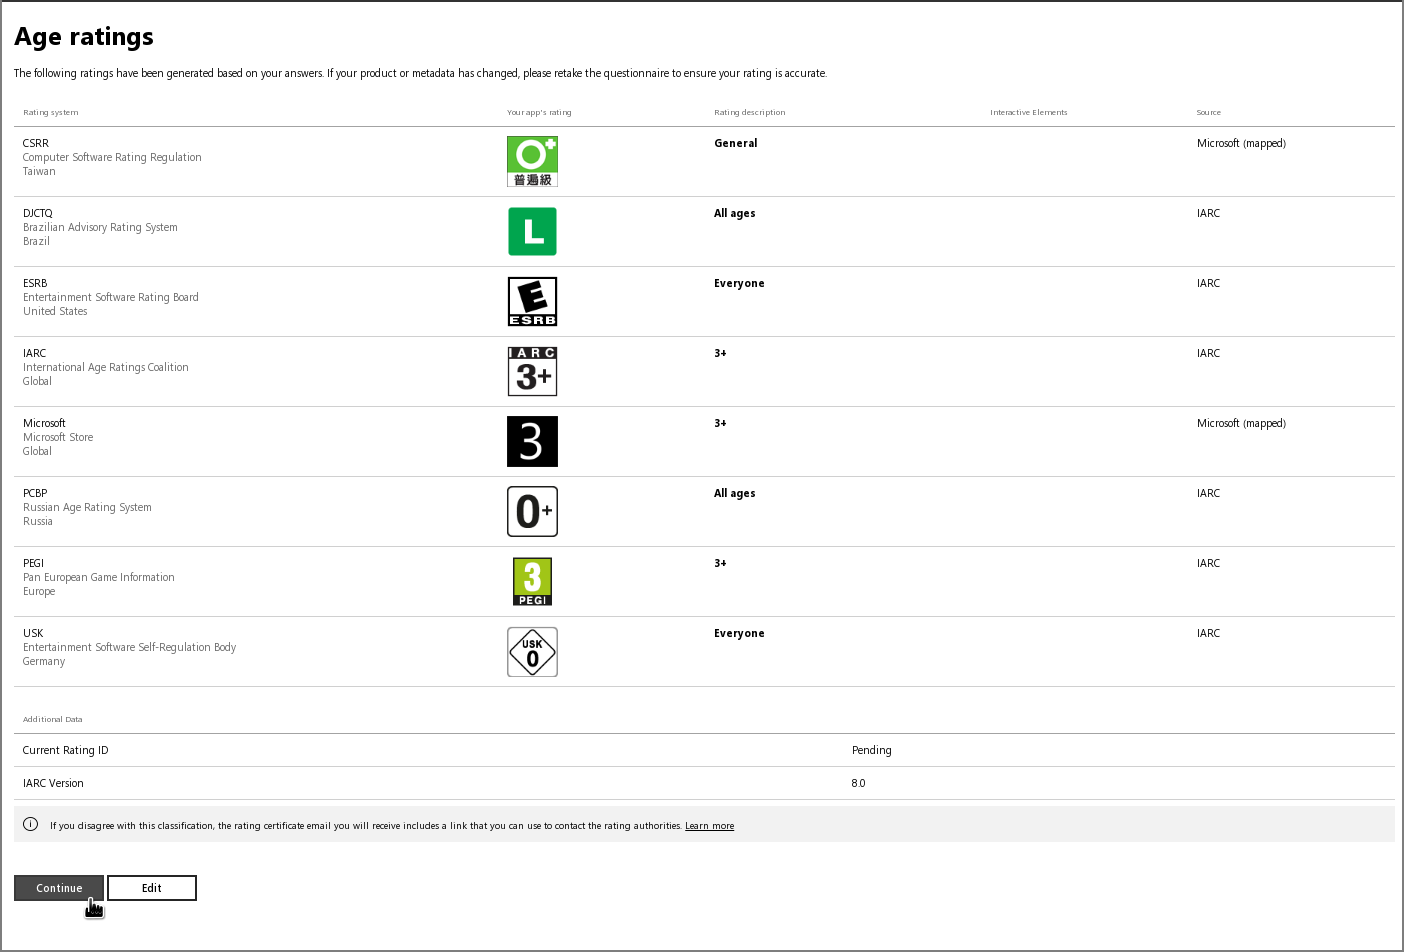 Age ratings
The following ratings have been generated based on your answers. If your product or metadata has changed, please retake the questionnaire to ensure your rating is accurate.
Rating system Your app's rating Rating description Interactive Elements Source
CSRR General Microsoft (mapped)
Computer Software Rating Regulation
Taiwan
0+
普遍級
DJCTQ All ages IARC
Brazilian Advisory Rating System
Brazil
L
ESRB Everyone IARC
Entertainment Software Rating Board
United States
E
ESRB
IARC 3+ IARC
International Age Ratings Coalition
Global
IARC
3+
Microsoft 3+ Microsoft (mapped)
Microsoft Store
Global
3
PCBP All ages IARC
Russian Age Rating System
Russia
0+
PEGI 3+ IARC
Pan European Game Information
Europe
3
PEGI
USK Everyone IARC
Entertainment Software Self-Regulation Body
Germany
USK
0
Additional Data
Current Rating ID Pending
IARC Version 8.0
If you disagree with this classification, the rating certificate email you will receive includes a link that you can use to contact the rating authorities. Learn more
Continue Edit